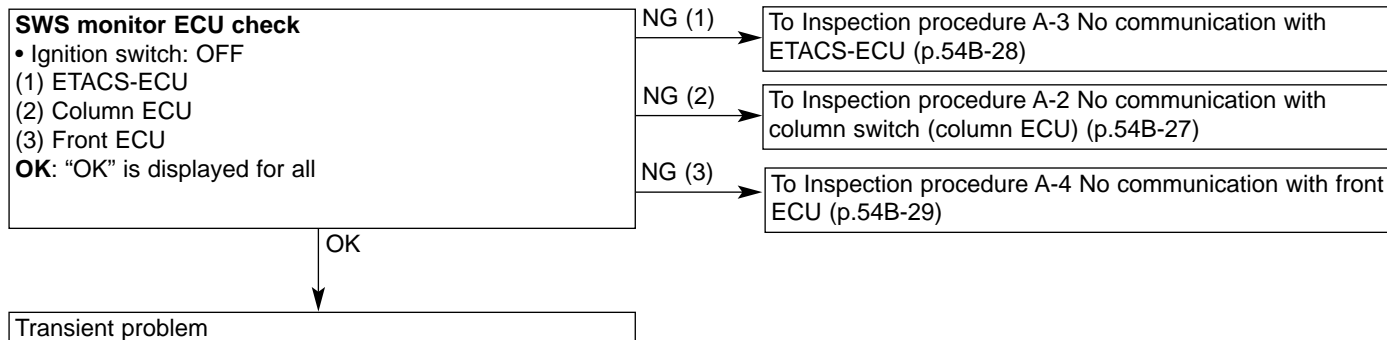 SWS monitor ECU check
• Ignition switch: OFF
(1) ETACS-ECU
(2) Column ECU
(3) Front ECU
OK: “OK” is displayed for all
NG (1)
To Inspection procedure A-3 No communication with
ETACS-ECU (p.54B-28)
NG (2)
To Inspection procedure A-2 No communication with
column switch (column ECU) (p.54B-27)
NG (3)
To Inspection procedure A-4 No communication with front
ECU (p.54B-29)
OK
Transient problem